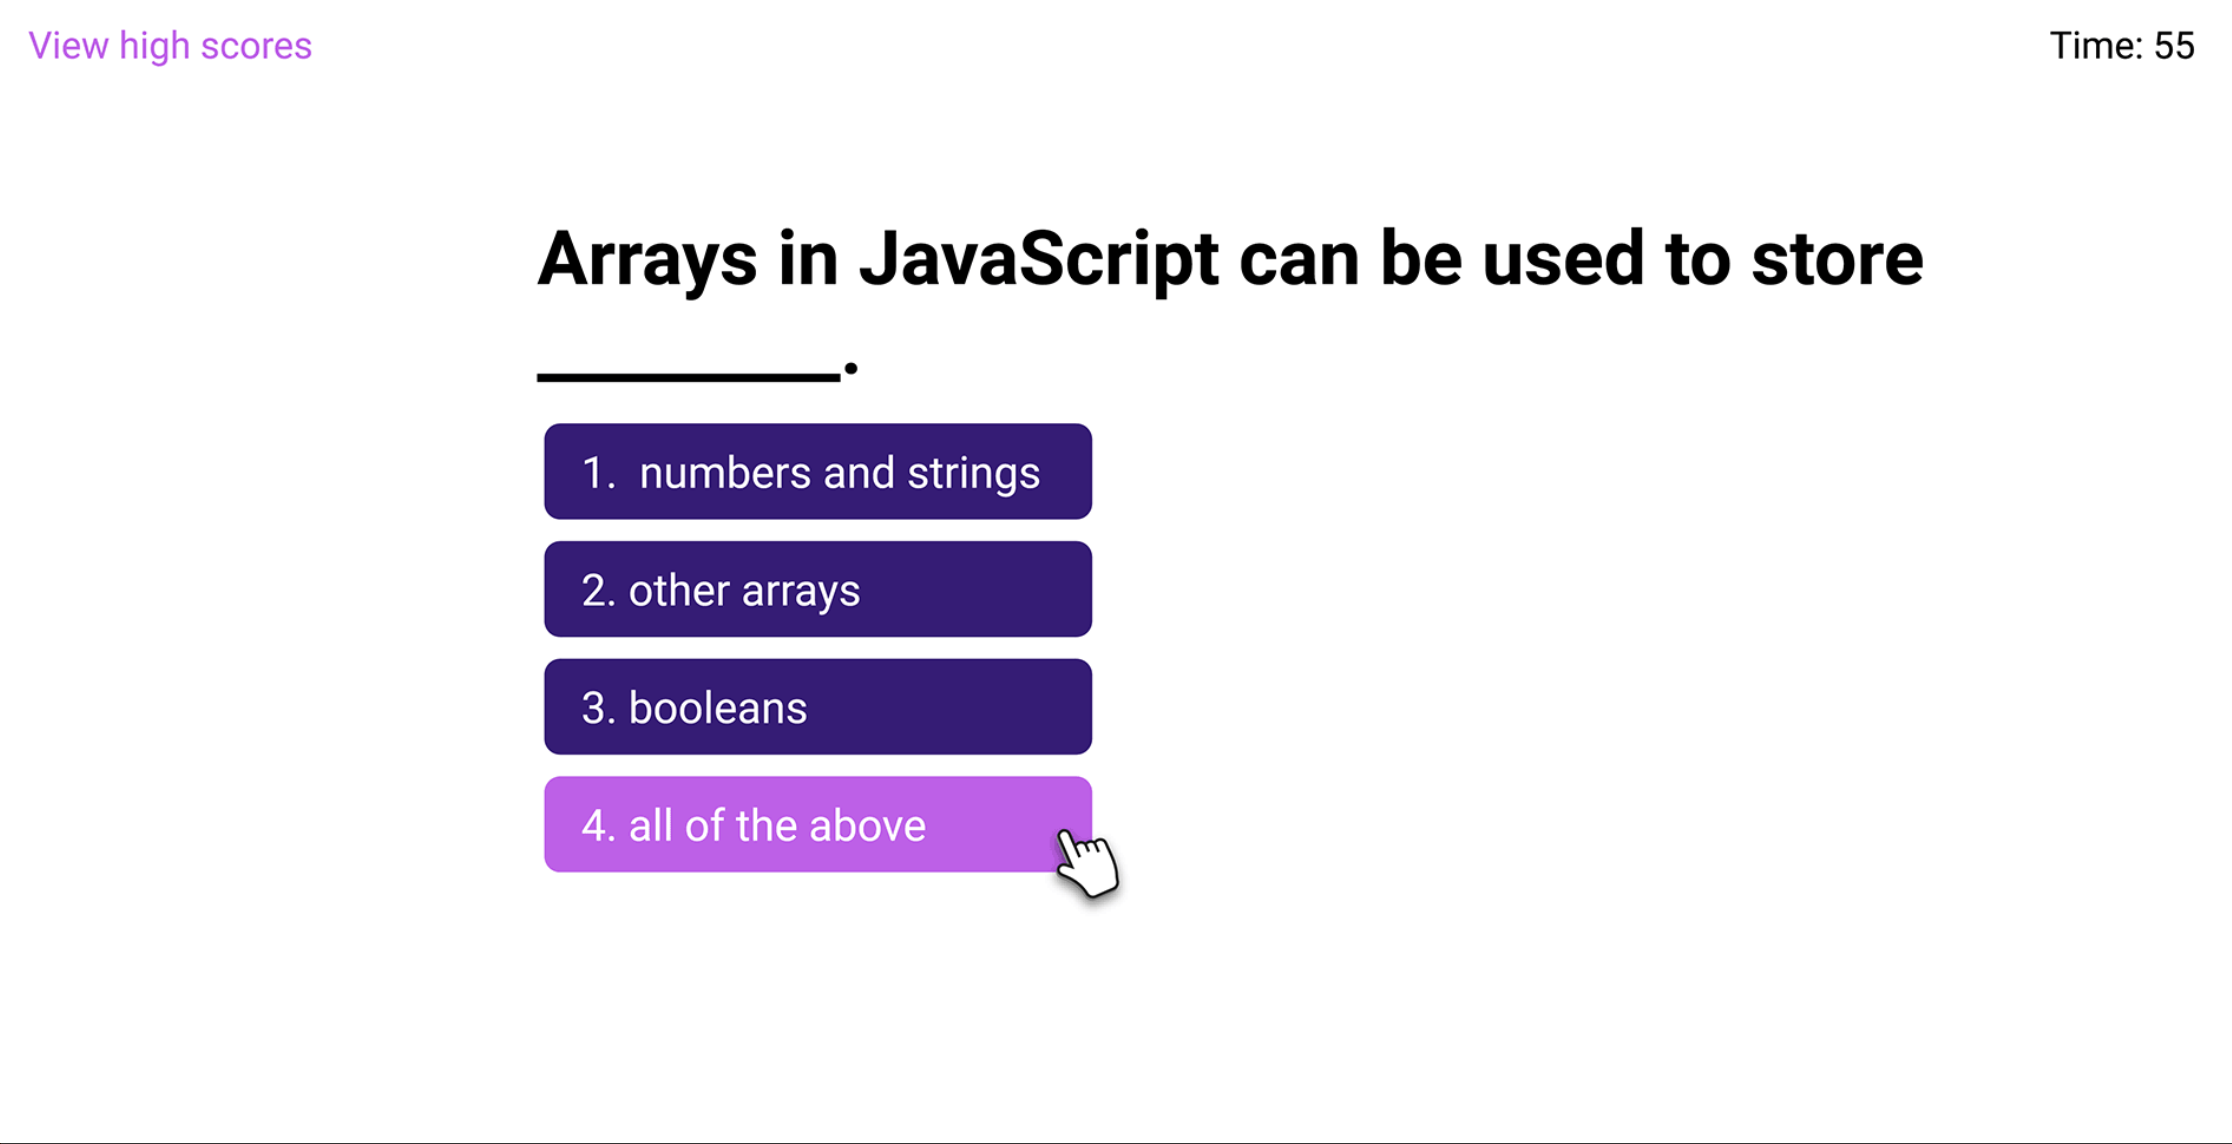 View high scores
Time: 55
Arrays in JavaScript can be used to store
__________.
1. numbers and strings
2. other arrays
3. booleans
4. all of the above